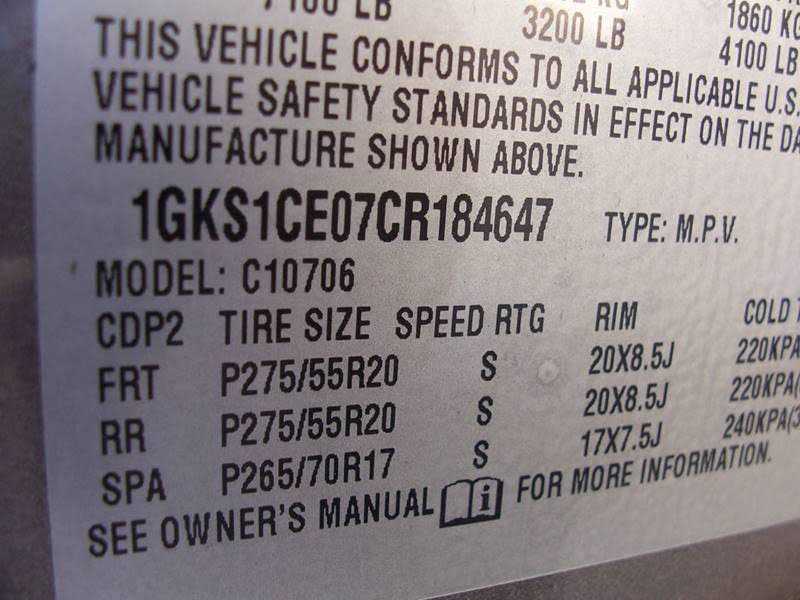 7100 LB 3200 LB 1860 KG
4100 LB
THIS VEHICLE CONFORMS TO ALL APPLICABLE U.S.
VEHICLE SAFETY STANDARDS IN EFFECT ON THE
MANUFACTURE SHOWN ABOVE.
1GKS1CE07CR184647 TYPE: M.P.V.
MODEL: C10706
CDP2 TIRE SIZE SPEED RTG RIM COLD
FRT P275/55R20 S 20X8.5J 220KPA
RR P275/55R20 S 20X8.5J 220KPA(
SPA P265/70R17 S 17X7.5J 240KPA(3
SEE OWNER'S MANUAL i FOR MORE INFORMATION.